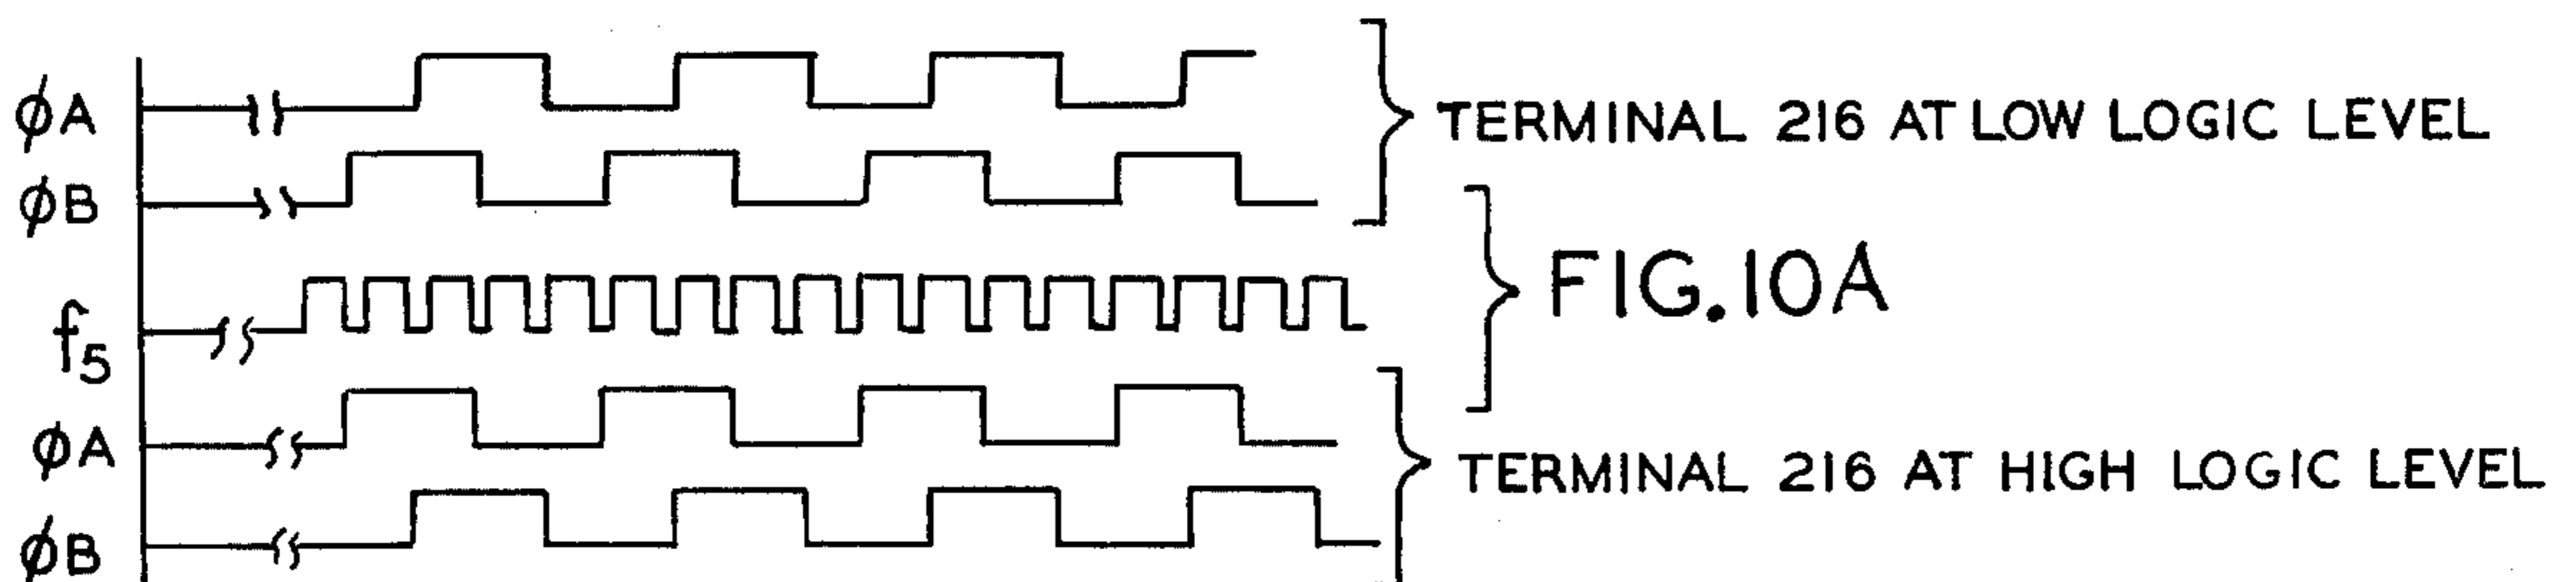 ϕA
TERMINAL 216 AT LOW LOGIC LEVEL
ϕB
f5
FIG.10A
ϕA
TERMINAL 216 AT HIGH LOGIC LEVEL
ϕB